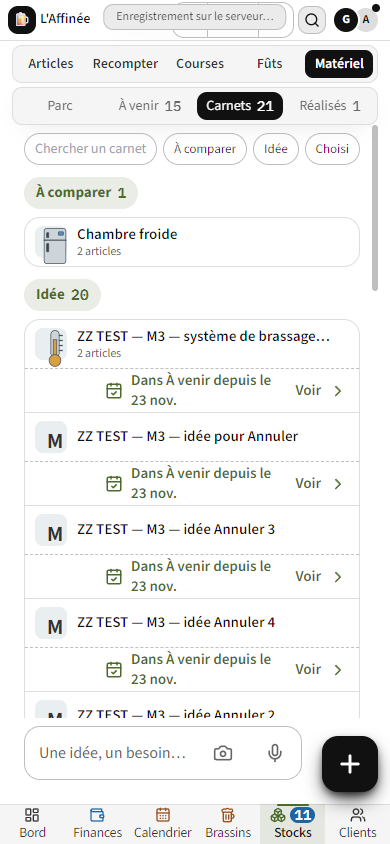 L'Affinée
Enregistrement sur le serveur…
G
A
Articles
Recompter
Courses
Fûts
Matériel
Parc
À venir 15
Carnets 21
Réalisés 1
Chercher un carnet
À comparer
Idée
Choisi
À comparer 1
Chambre froide
2 articles
Idée 20
ZZ TEST — M3 — système de brassage…
2 articles
Dans À venir depuis le
23 nov.
Voir
M
ZZ TEST — M3 — idée pour Annuler
Dans À venir depuis le
23 nov.
Voir
M
ZZ TEST — M3 — idée Annuler 3
Dans À venir depuis le
23 nov.
Voir
M
ZZ TEST — M3 — idée Annuler 4
Dans À venir depuis le
23 nov.
Voir
M
ZZ TEST — M3 — idée Annuler 2
Une idée, un besoin…
Bord
Finances
Calendrier
Brassins
11
Stocks
Clients